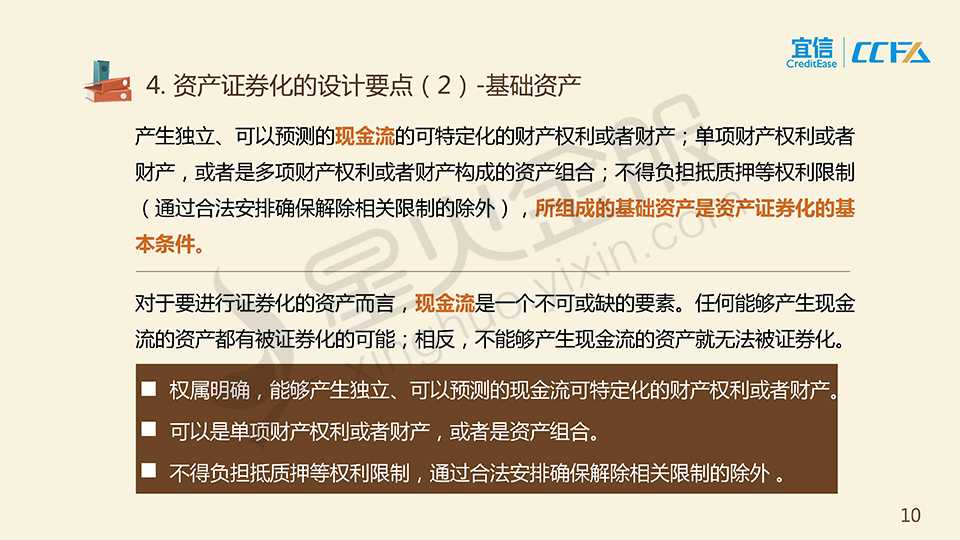 宜信
CreditEase
CCFA
4. 资产证券化的设计要点（2）-基础资产
产生独立、可以预测的现金流的可特定化的财产权利或者财产；单项财产权利或者
财产，或者是多项财产权利或者财产构成的资产组合；不得负担抵质押等权利限制
（通过合法安排确保解除相关限制的除外），所组成的基础资产是资产证券化的基
本条件。
对于要进行证券化的资产而言，现金流是一个不可或缺的要素。任何能够产生现金
流的资产都有被证券化的可能；相反，不能够产生现金流的资产就无法被证券化。
■ 权属明确，能够产生独立、可以预测的现金流可特定化的财产权利或者财产。
■ 可以是单项财产权利或者财产，或者是资产组合。
■ 不得负担抵质押等权利限制，通过合法安排确保解除相关限制的除外 。
星火金服
xinghuo.yixin.com
10